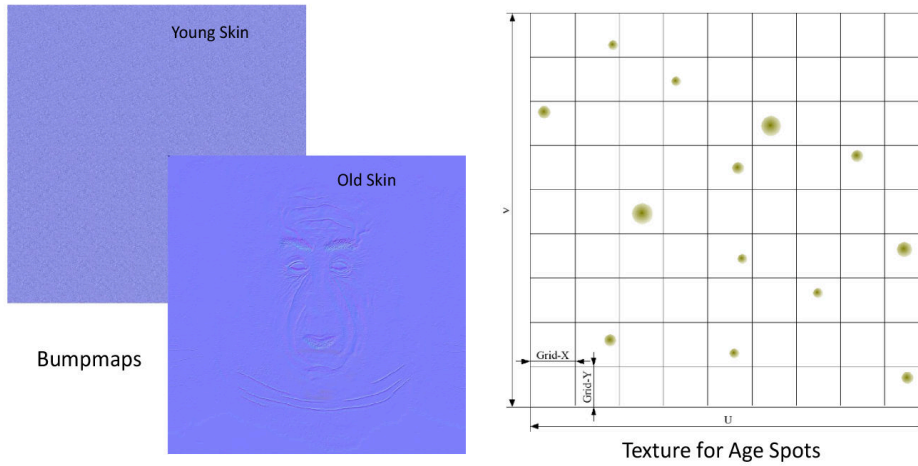 Young Skin
Old Skin
Bumpmaps
V
Grid-X
Grid-Y
U
Texture for Age Spots